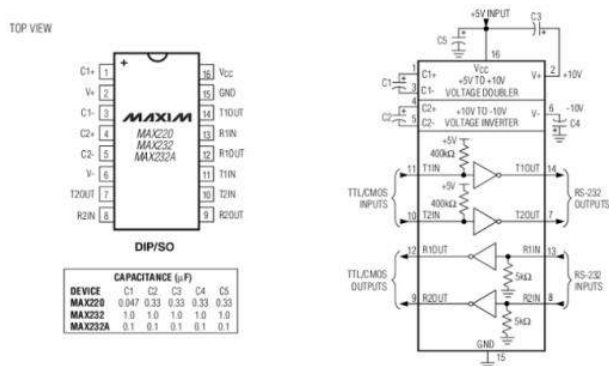 TOP VIEW
C1+ 1
V+ 2
C1- 3
C2+ 4
C2- 5
V- 6
T2OUT 7
R2IN 8
+
MAXIM
MAX220
MAX232
MAX232A
16 VCC
15 GND
14 T1OUT
13 R1IN
12 R1OUT
11 T1IN
10 T2IN
9 R2OUT
DIP/SO
CAPACITANCE (μF)
DEVICE C1 C2 C3 C4 C5
MAX220 0.047 0.33 0.33 0.33 0.33
MAX232 1.0 1.0 1.0 1.0 1.0
MAX232A 0.1 0.1 0.1 0.1 0.1
+5V INPUT
C3
C5
16
VCC
1 C1+
C1
3 C1-
+5V TO +10V
VOLTAGE DOUBLER
V+ 2
+10V
4 C2+
C2
5 C2-
+10V TO -10V
VOLTAGE INVERTER
V- 6
-10V
C4
+5V
400kΩ
11 T1IN
T1OUT 14
+5V
400kΩ
TTL/CMOS
INPUTS
RS-232
OUTPUTS
10 T2IN
T2OUT 7
12 R1OUT
R1IN 13
5kΩ
TTL/CMOS
OUTPUTS
RS-232
INPUTS
9 R2OUT
R2IN 8
5kΩ
GND
15